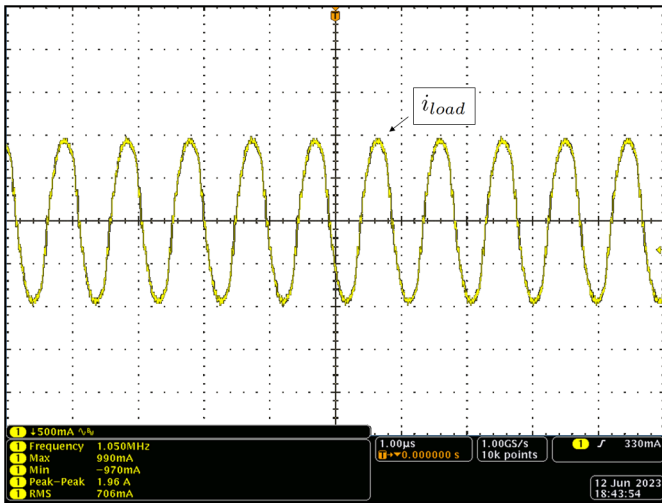 T
i_load
1 ↓500mA ∿
1 Frequency 1.050MHz
1 Max 990mA
1 Min −970mA
1 Peak−Peak 1.96 A
1 RMS 706mA
1.00μs
T→▼0.000000 s
1.00GS/s
10k points
1 ∫ 330mA
12 Jun 2023
18:43:54